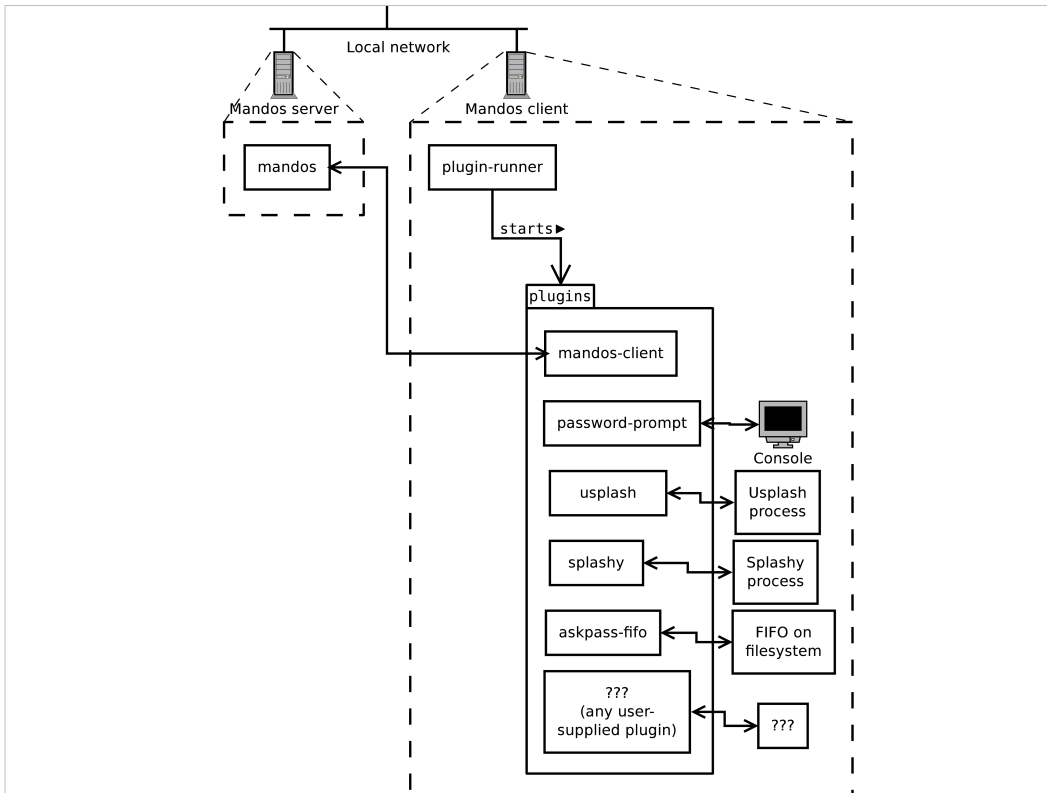 Local network
Mandos server
Mandos client
mandos
plugin-runner
starts►
plugins
mandos-client
password-prompt
Console
usplash
Usplash
process
splashy
Splashy
process
askpass-fifo
FIFO on
filesystem
???
(any user-
supplied plugin)
???